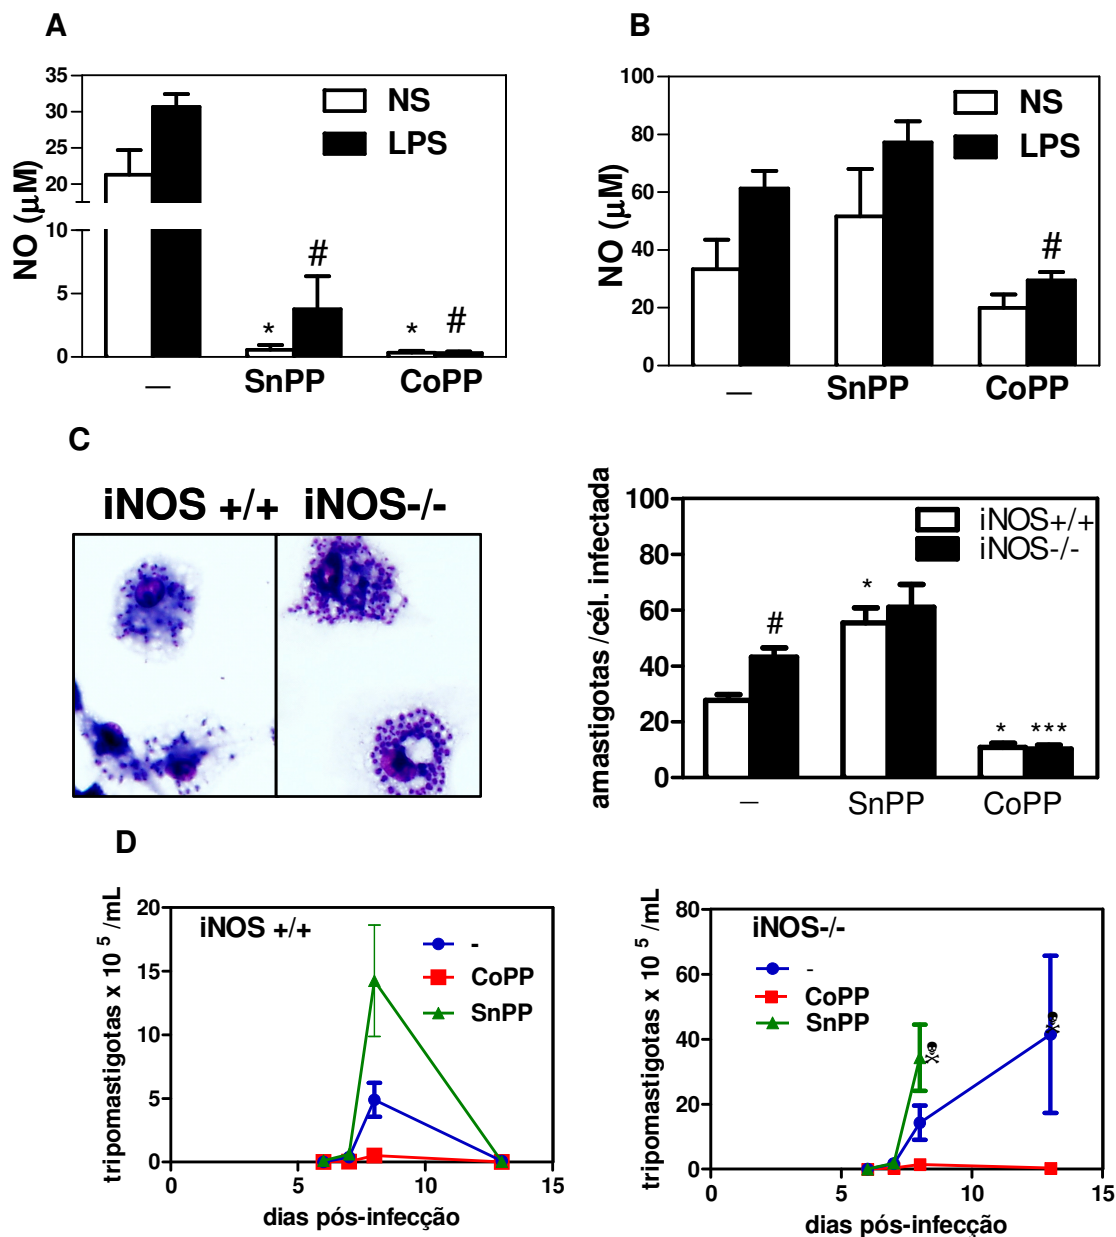 A
NO (µM)
35
30
25
20
10
5
0
NS
LPS
*
#
*
#
— SnPP CoPP
B
NO (µM)
100
80
60
40
20
0
NS
LPS
#
— SnPP CoPP
C
iNOS +/+ iNOS-/-
amastigotas /cél. infectada
100
80
60
40
20
0
iNOS+/+
iNOS-/-
#
*
* ***
— SnPP CoPP
D
tripomastigotas x 10 5 /mL
20
15
10
5
0
iNOS +/+
-
CoPP
SnPP
0 5 10 15
dias pós-infecção
tripomastigotas x 10 5 /mL
80
60
40
20
0
iNOS-/-
-
CoPP
SnPP
0 5 10 15
dias pós-infecção